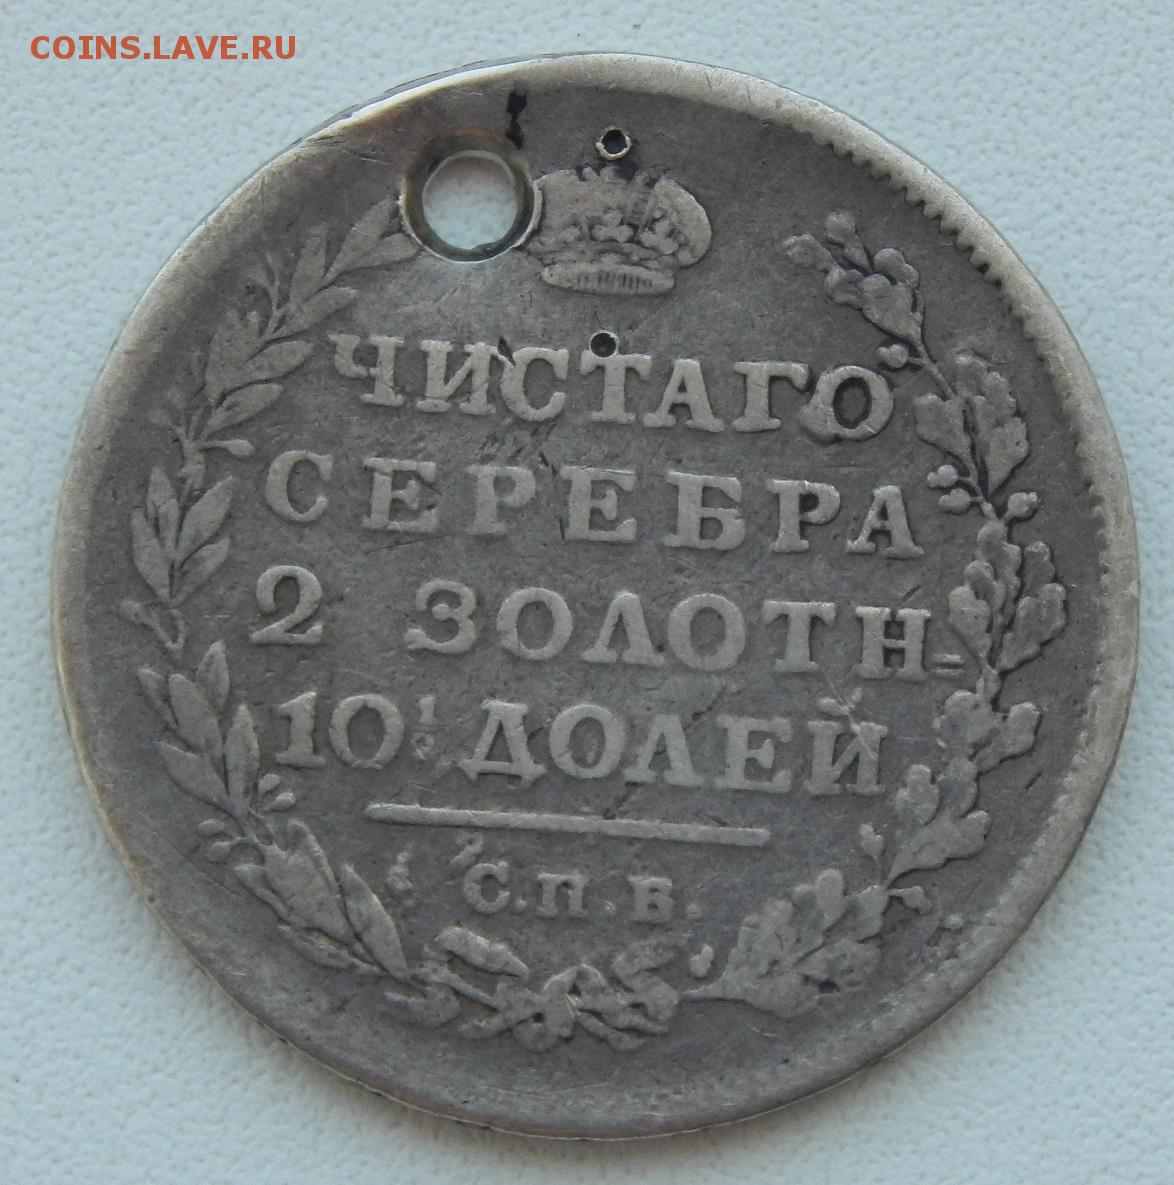 COINS.LAVE.RU
ЧИСТАГО
СЕРЕБРА
2 ЗОЛОТН=
10½ ДОЛЕЙ
С.П.Б.